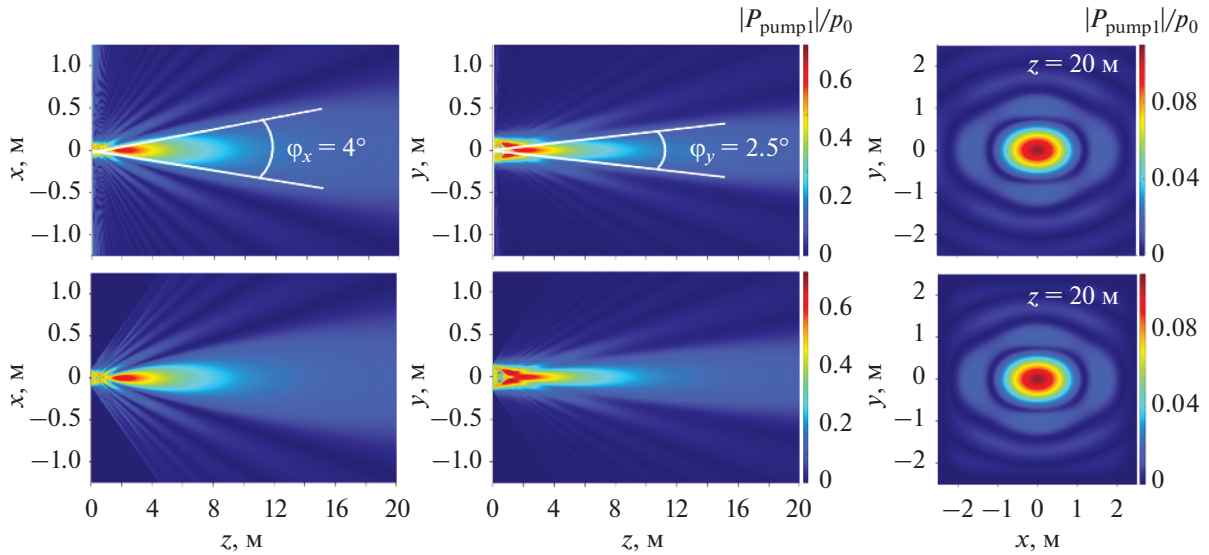 |P_pump1|/p_0 |P_pump1|/p_0
1.0 1.0 0.6 2 z = 20 м 0.08
0.5 0.5 1
x, м 0 φ_x = 4° y, м 0 φ_y = 2.5° 0.4 y, м 0 0.04
−0.5 −0.5 0.2 −1
−1.0 −1.0 0 −2 0
1.0 1.0 0.6 2 z = 20 м 0.08
0.5 0.5 1
x, м 0 y, м 0 0.4 y, м 0 0.04
−0.5 −0.5 0.2 −1
−1.0 −1.0 0 −2 0
0 4 8 12 16 20 0 4 8 12 16 20 −2 −1 0 1 2
z, м z, м x, м